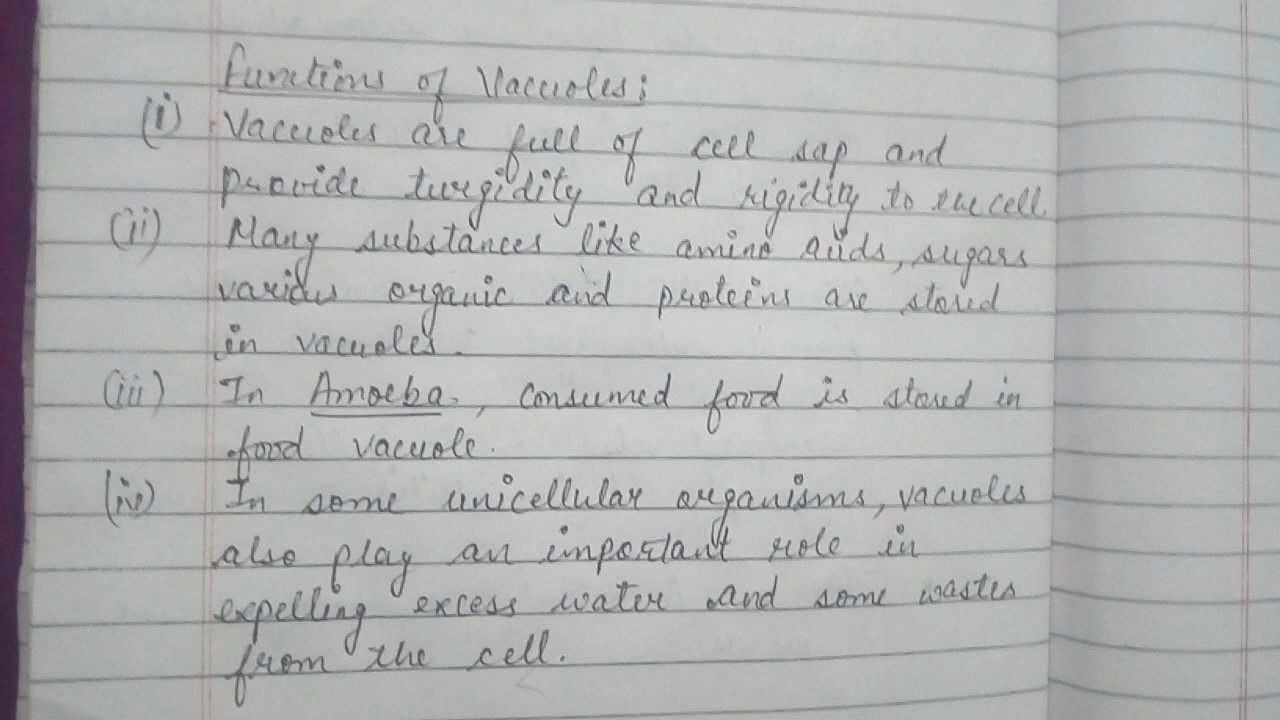 Functions of Vacuoles:
(i) Vacuoles are full of cell sap and
provide turgidity and rigidity to the cell.
(ii) Many substances like amino acids, sugars
various organic and proteins are stored
in vacuoles.
(iii) In Amoeba, consumed food is stored in
food vacuole.
(iv) In some unicellular organisms, vacuoles
also play an important role in
expelling excess water and some wastes
from the cell.